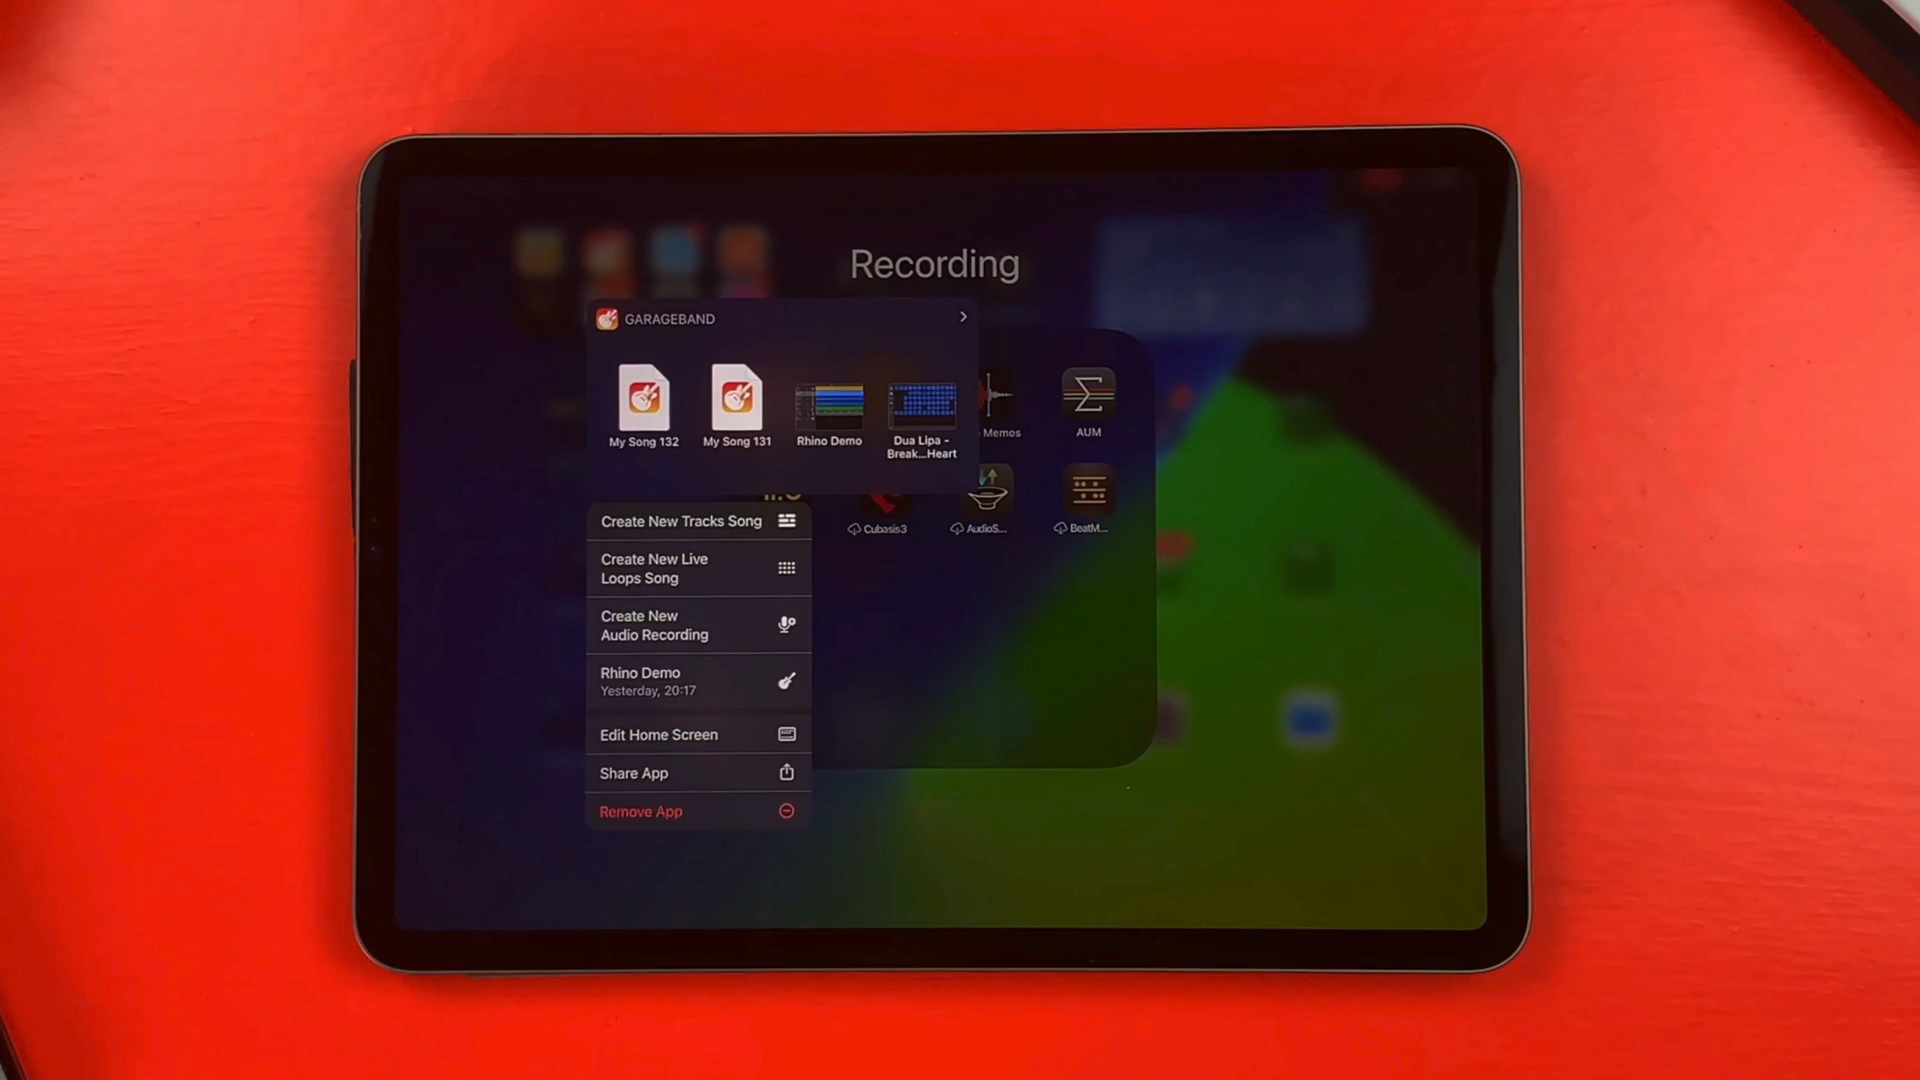 Recording
GARAGEBAND
My Song 132
My Song 131
Rhino Demo
Dua Lipa -
Break...Heart
Memos
AUM
Cubasis3
AudioS...
BeatM...
Create New Tracks Song
Create New Live
Loops Song
Create New
Audio Recording
Rhino Demo
Yesterday, 20:17
Edit Home Screen
Share App
Remove App